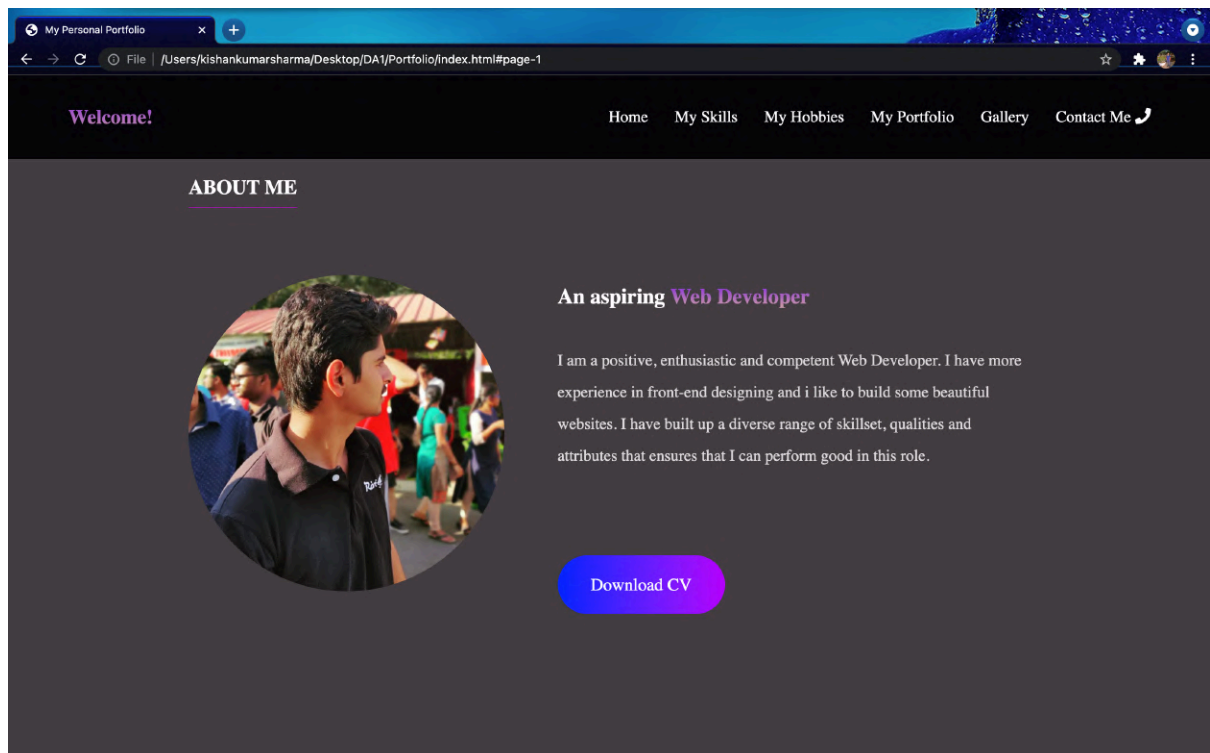 My Personal Portfolio
File | /Users/kishankumarsharma/Desktop/DA1/Portfolio/index.html#page-1
Welcome! Home My Skills My Hobbies My Portfolio Gallery Contact Me
ABOUT ME
An aspiring Web Developer
I am a positive, enthusiastic and competent Web Developer. I have more
experience in front-end designing and i like to build some beautiful
websites. I have built up a diverse range of skillset, qualities and
attributes that ensures that I can perform good in this role.
Download CV